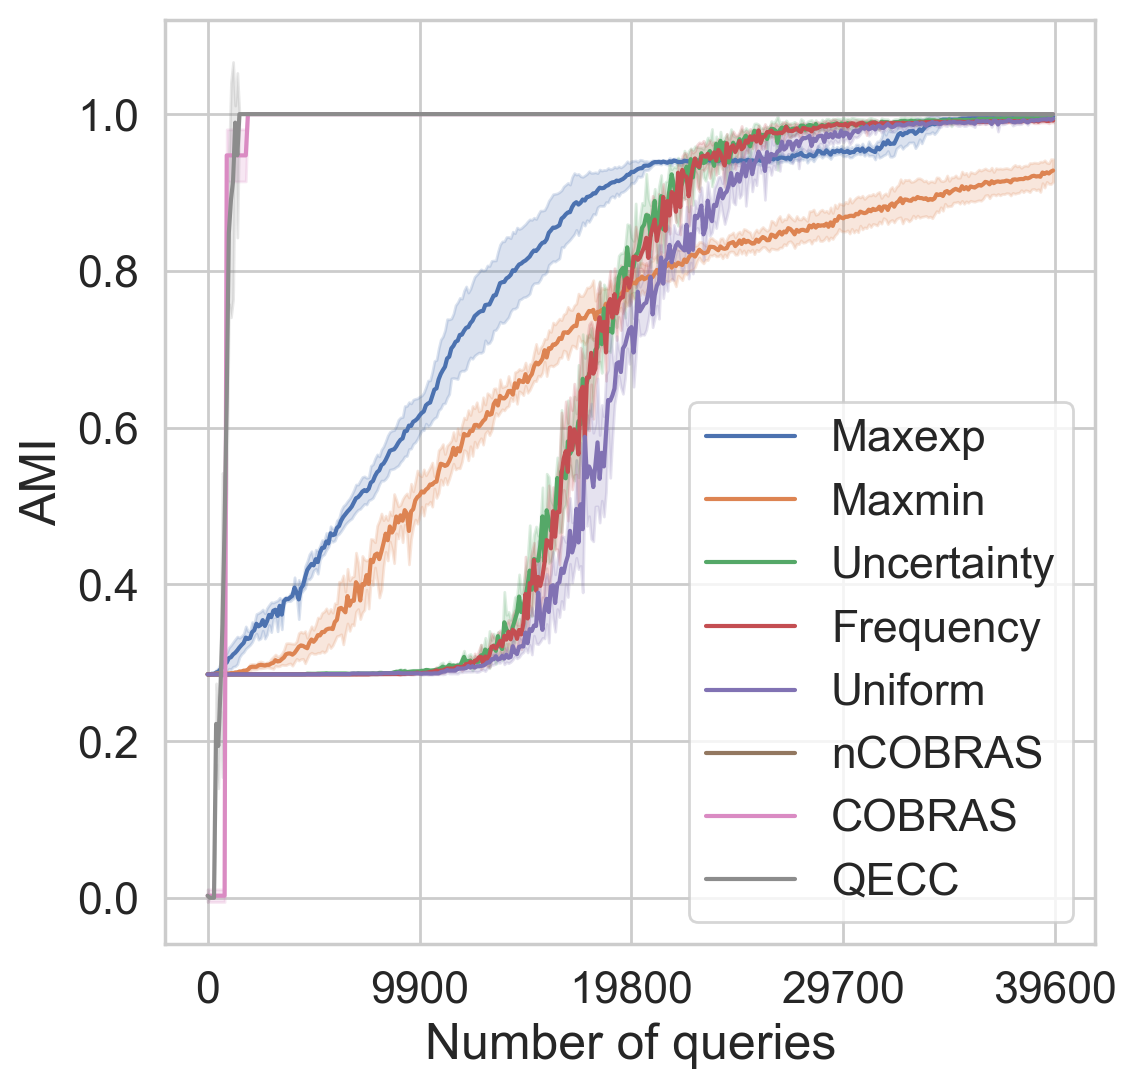 1.0
0.8
0.6
0.4
0.2
0.0
AMI
0 9900 19800 29700 39600
Number of queries
Maxexp
Maxmin
Uncertainty
Frequency
Uniform
nCOBRAS
COBRAS
QECC